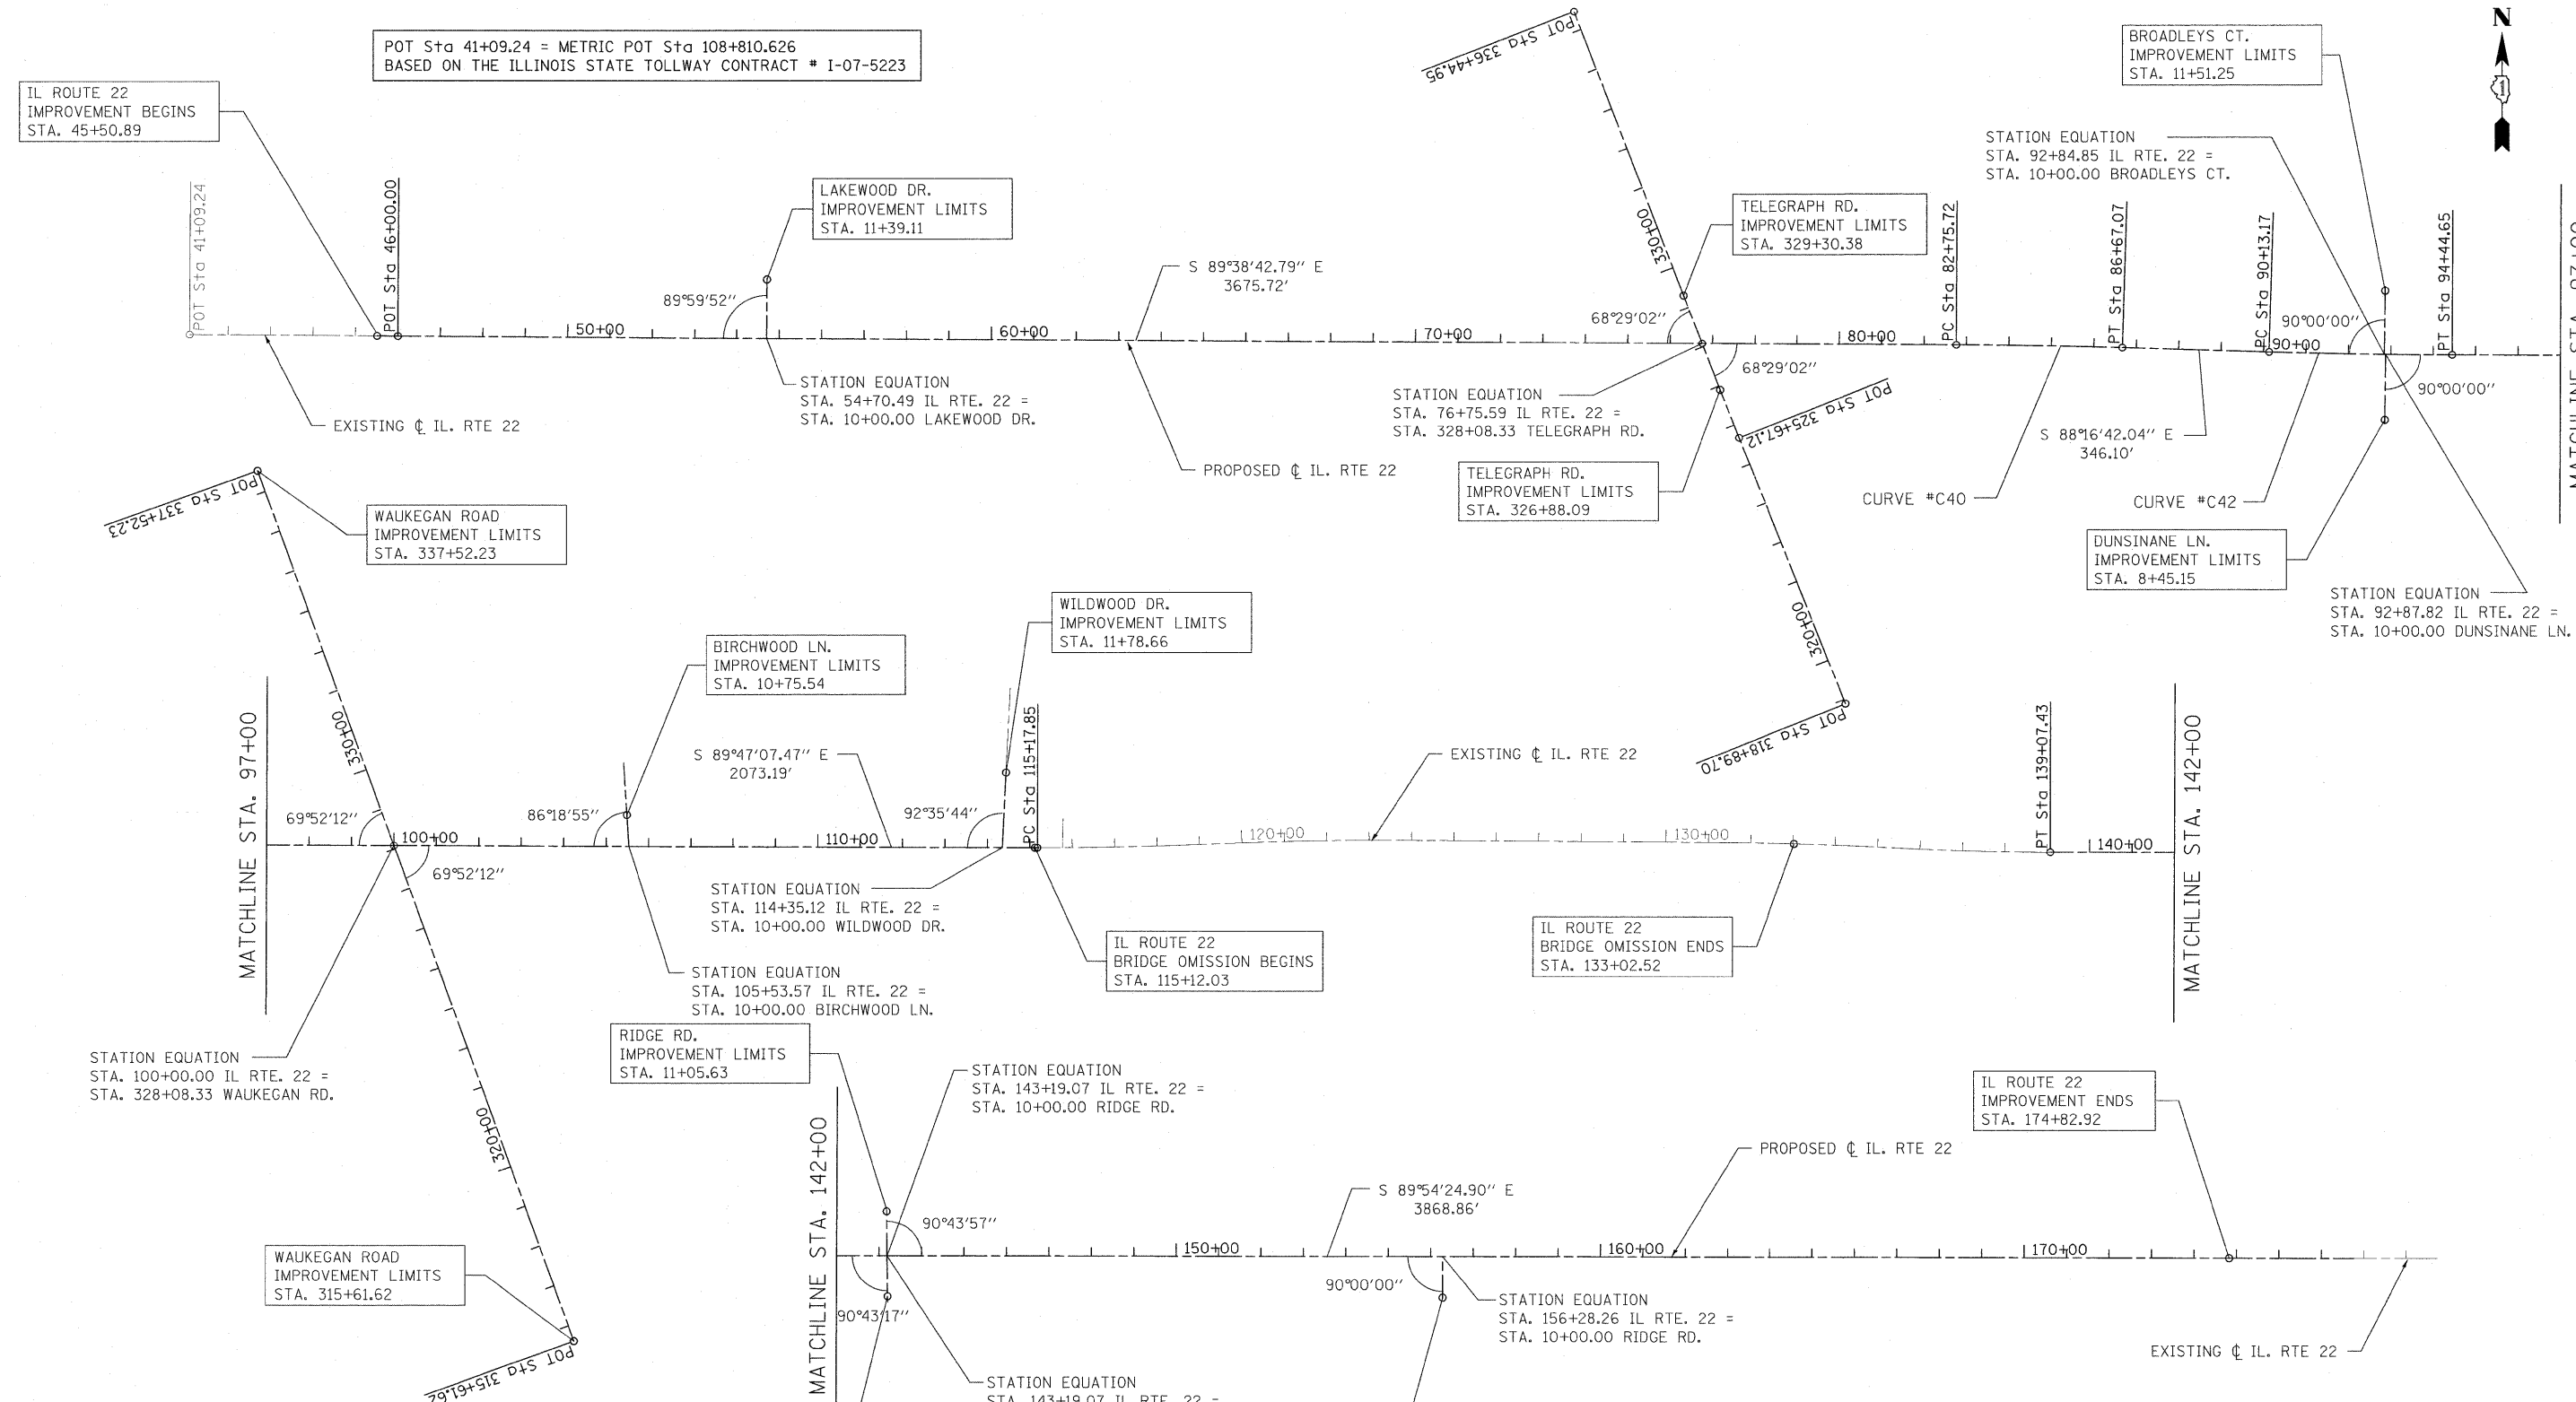 POT Sta 41+09.24 = METRIC POT Sta 108+810.626
BASED ON THE ILLINOIS STATE TOLLWAY CONTRACT # I-07-5223
IL ROUTE 22
IMPROVEMENT BEGINS
STA. 45+50.89
POT Sta 41+09.24
POT Sta 46+00.00
EXISTING ℄ IL. RTE 22
50+00
89°59'52"
LAKEWOOD DR.
IMPROVEMENT LIMITS
STA. 11+39.11
STATION EQUATION
STA. 54+70.49 IL RTE. 22 =
STA. 10+00.00 LAKEWOOD DR.
60+00
S 89°38'42.79" E
3675.72'
PROPOSED ℄ IL. RTE 22
70+00
POT Sta 336+44.95
330+00
TELEGRAPH RD.
IMPROVEMENT LIMITS
STA. 329+30.38
68°29'02"
68°29'02"
STATION EQUATION
STA. 76+75.59 IL RTE. 22 =
STA. 328+08.33 TELEGRAPH RD.
TELEGRAPH RD.
IMPROVEMENT LIMITS
STA. 326+88.09
POT Sta 325+67.12
320+00
POT Sta 318+89.70
80+00
PC Sta 82+75.72
PT Sta 86+67.07
PC Sta 90+13.17
90+00
PT Sta 94+44.65
BROADLEYS CT.
IMPROVEMENT LIMITS
STA. 11+51.25
N
1
STATION EQUATION
STA. 92+84.85 IL RTE. 22 =
STA. 10+00.00 BROADLEYS CT.
90°00'00"
90°00'00"
S 88°16'42.04" E
346.10'
CURVE #C40
CURVE #C42
DUNSINANE LN.
IMPROVEMENT LIMITS
STA. 8+45.15
STATION EQUATION
STA. 92+87.82 IL RTE. 22 =
STA. 10+00.00 DUNSINANE LN.
MATCHLINE STA. 97+00
POT Sta 337+52.23
WAUKEGAN ROAD
IMPROVEMENT LIMITS
STA. 337+52.23
330+00
MATCHLINE STA. 97+00
69°52'12"
100+00
69°52'12"
STATION EQUATION
STA. 100+00.00 IL RTE. 22 =
STA. 328+08.33 WAUKEGAN RD.
320+00
WAUKEGAN ROAD
IMPROVEMENT LIMITS
STA. 315+61.62
POT Sta 315+61.62
BIRCHWOOD LN.
IMPROVEMENT LIMITS
STA. 10+75.54
86°18'55"
STATION EQUATION
STA. 105+53.57 IL RTE. 22 =
STA. 10+00.00 BIRCHWOOD LN.
S 89°47'07.47" E
2073.19'
110+00
WILDWOOD DR.
IMPROVEMENT LIMITS
STA. 11+78.66
92°35'44"
PC Sta 115+17.85
STATION EQUATION
STA. 114+35.12 IL RTE. 22 =
STA. 10+00.00 WILDWOOD DR.
IL ROUTE 22
BRIDGE OMISSION BEGINS
STA. 115+12.03
120+00
EXISTING ℄ IL. RTE 22
130+00
IL ROUTE 22
BRIDGE OMISSION ENDS
STA. 133+02.52
PT Sta 139+07.43
140+00
MATCHLINE STA. 142+00
RIDGE RD.
IMPROVEMENT LIMITS
STA. 11+05.63
STATION EQUATION
STA. 143+19.07 IL RTE. 22 =
STA. 10+00.00 RIDGE RD.
MATCHLINE STA. 142+00
90°43'57"
90°43'17"
STATION EQUATION
STA. 143+19.07 IL RTE. 22 =
150+00
S 89°54'24.90" E
3868.86'
90°00'00"
STATION EQUATION
STA. 156+28.26 IL RTE. 22 =
STA. 10+00.00 RIDGE RD.
160+00
PROPOSED ℄ IL. RTE 22
170+00
IL ROUTE 22
IMPROVEMENT ENDS
STA. 174+82.92
EXISTING ℄ IL. RTE 22